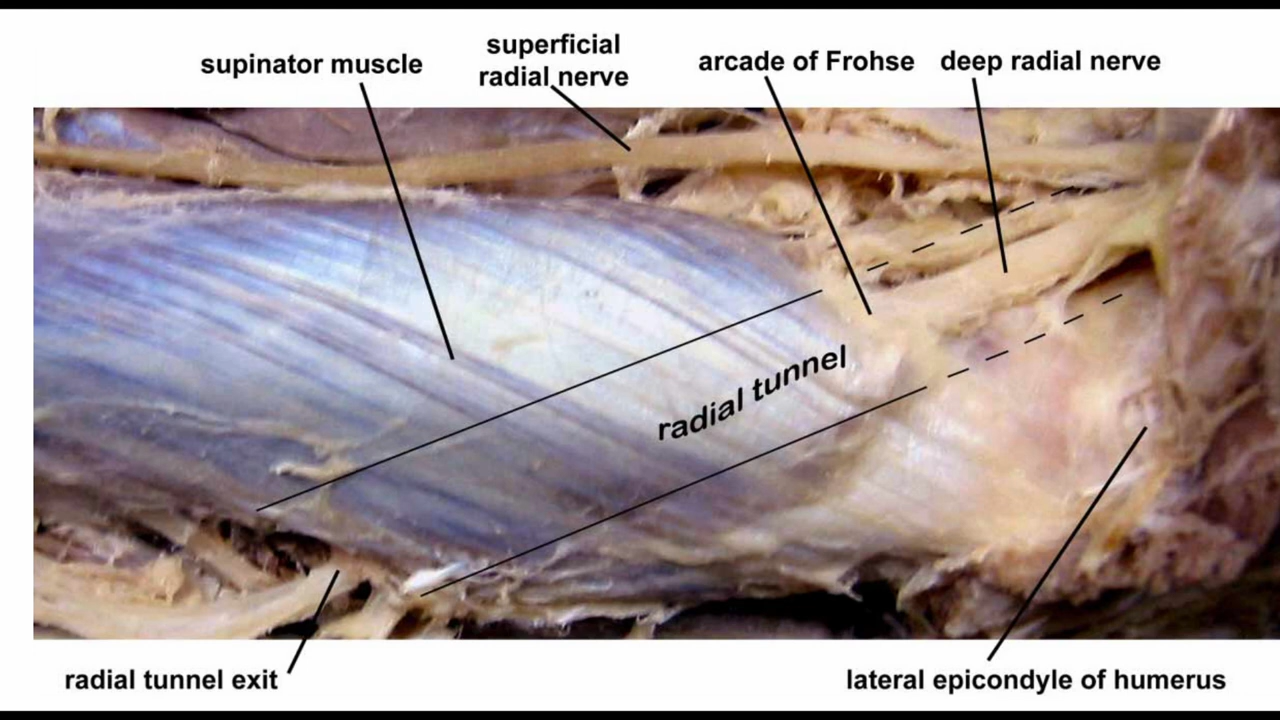 supinator muscle
superficial
radial nerve
arcade of Frohse
deep radial nerve
radial tunnel
radial tunnel exit
lateral epicondyle of humerus